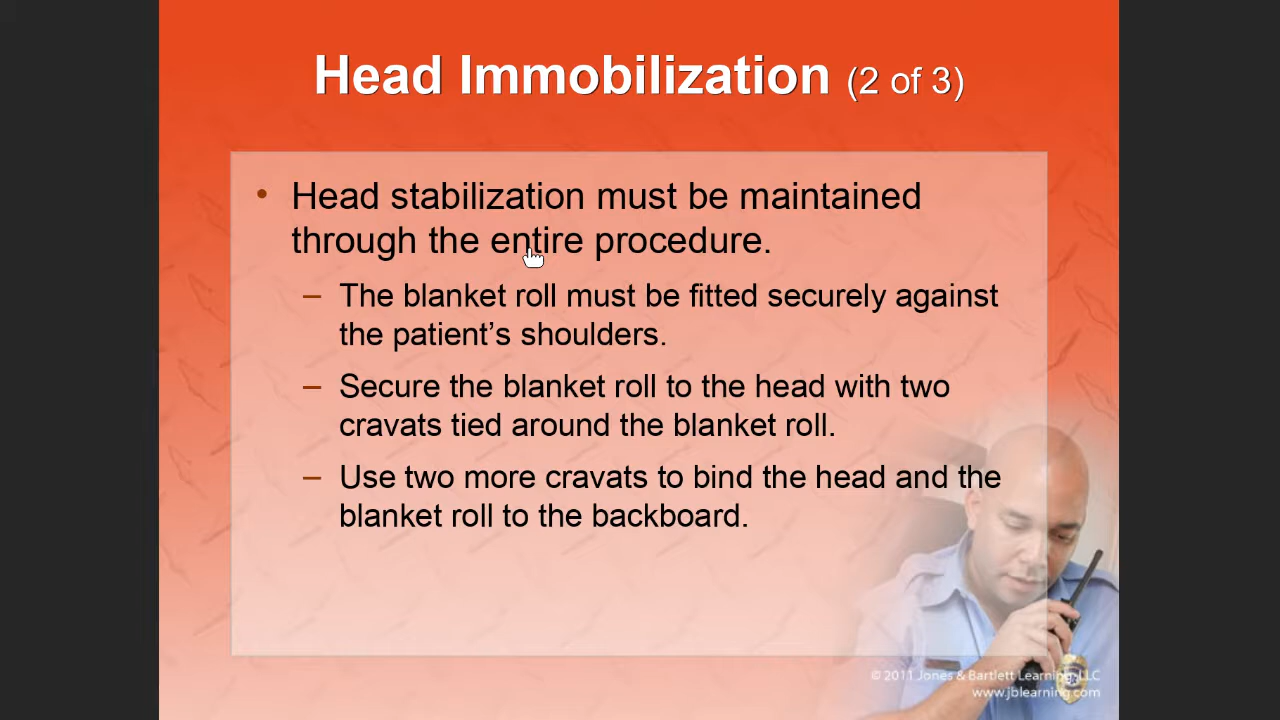 Head Immobilization (2 of 3)
• Head stabilization must be maintained
through the entire procedure.
– The blanket roll must be fitted securely against
the patient’s shoulders.
– Secure the blanket roll to the head with two
cravats tied around the blanket roll.
– Use two more cravats to bind the head and the
blanket roll to the backboard.
© 2011 Jones & Bartlett Learning, LLC
www.jblearning.com